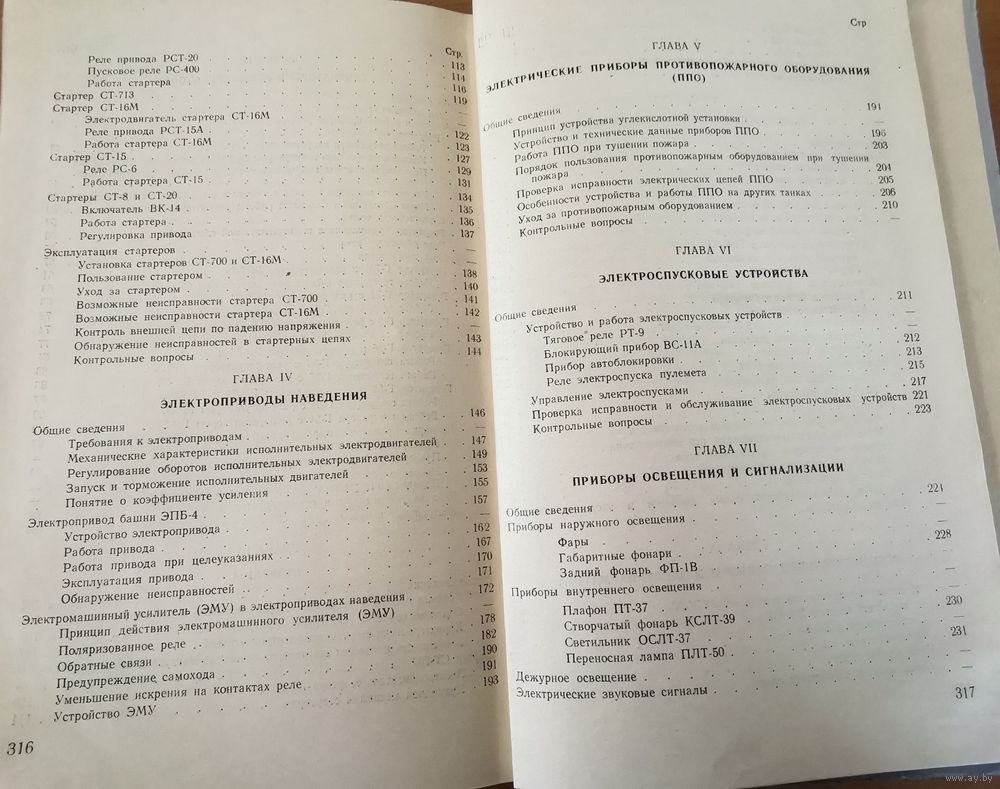 Стр.
Реле привода РСТ-20 . . . . . . . . . . 113
Пусковое реле РС-400 . . . . . . . . . . 114
Работа стартера . . . . . . . . . . 116
Стартер СТ-713 . . . . . . . . . . 119
Стартер СТ-16М . . . . . . . . . . —
Электродвигатель стартера СТ-16М . . . . . . . —
Реле привода РСТ-15А . . . . . . . . . . 122
Работа стартера СТ-16М . . . . . . . . . . 123
Стартер СТ-15 . . . . . . . . . . 127
Реле РС-6 . . . . . . . . . . 129
Работа стартера СТ-15 . . . . . . . . . . 131
Стартеры СТ-8 и СТ-20 . . . . . . . . . . 134
Включатель ВК-14 . . . . . . . . . . 135
Работа стартера . . . . . . . . . . 136
Регулировка привода . . . . . . . . . . 137
Эксплуатация стартеров . . . . . . . . . . —
Установка стартеров СТ-700 и СТ-16М . . . . . . . —
Пользование стартером . . . . . . . . . . 138
Уход за стартером . . . . . . . . . . 140
Возможные неисправности стартера СТ-700 . . . . . . 141
Возможные неисправности стартера СТ-16М . . . . . . 142
Контроль внешней цепи по падению напряжения . . . . . —
Обнаружение неисправностей в стартерных цепях . . . . 143
Контрольные вопросы . . . . . . . . . . 144
ГЛАВА IV
ЭЛЕКТРОПРИВОДЫ НАВЕДЕНИЯ
Общие сведения . . . . . . . . . . 146
Требования к электроприводам . . . . . . . . —
Механические характеристики исполнительных электродвигателей . . 147
Регулирование оборотов исполнительных электродвигателей . . . 149
Запуск и торможение исполнительных двигателей . . . . 153
Понятие о коэффициенте усиления . . . . . . . 155
Электропривод башни ЭПБ-4 . . . . . . . . . . 157
Устройство электропривода . . . . . . . . . . —
Работа привода . . . . . . . . . . 162
Работа привода при целеуказаниях . . . . . . . 167
Эксплуатация привода . . . . . . . . . . 170
Обнаружение неисправностей . . . . . . . . . . 171
Электромашинный усилитель (ЭМУ) в электроприводах наведения . . . 172
Принцип действия электромашинного усилителя (ЭМУ) . . . —
Поляризованное реле . . . . . . . . . . 178
Обратные связи . . . . . . . . . . 182
Предупреждение самохода . . . . . . . . . . 190
Уменьшение искрения на контактах реле . . . . . . 191
Устройство ЭМУ . . . . . . . . . . 193
316
Стр
ГЛАВА V
ЭЛЕКТРИЧЕСКИЕ ПРИБОРЫ ПРОТИВОПОЖАРНОГО ОБОРУДОВАНИЯ
(ППО)
Общие сведения . . . . . . . . . . 191
Принцип устройства углекислотной установки . . . . . —
Устройство и технические данные приборов ППО . . . . 196
Работа ППО при тушении пожара . . . . . . . 203
Порядок пользования противопожарным оборудованием при тушении
пожара . . . . . . . . . . 204
Проверка исправности электрических цепей ППО . . . . 205
Особенности устройства и работы ППО на других танках . . . 206
Уход за противопожарным оборудованием . . . . . . 210
Контрольные вопросы . . . . . . . . . . —
ГЛАВА VI
ЭЛЕКТРОСПУСКОВЫЕ УСТРОЙСТВА
Общие сведения . . . . . . . . . . 211
Устройство и работа электроспусковых устройств . . . . —
Тяговое реле РТ-9 . . . . . . . . . . —
Блокирующий прибор ВС-11А . . . . . . . . . . 212
Прибор автоблокировки . . . . . . . . . . 213
Реле электроспуска пулемета . . . . . . . . 215
Управление электроспусками . . . . . . . . 217
Проверка исправности и обслуживание электроспусковых устройств 221
Контрольные вопросы . . . . . . . . . . 223
ГЛАВА VII
ПРИБОРЫ ОСВЕЩЕНИЯ И СИГНАЛИЗАЦИИ
Общие сведения . . . . . . . . . . 221
Приборы наружного освещения . . . . . . . . —
Фары . . . . . . . . . . —
Габаритные фонари . . . . . . . . . . 228
Задний фонарь ФП-1В . . . . . . . . . . —
Приборы внутреннего освещения . . . . . . . . —
Плафон ПТ-37 . . . . . . . . . . —
Створчатый фонарь КСЛТ-39 . . . . . . . . . . 230
Светильник ОСЛТ-37 . . . . . . . . . . —
Переносная лампа ПЛТ-50 . . . . . . . . . . 231
Дежурное освещение . . . . . . . . . . —
Электрические звуковые сигналы . . . . . . . . —
317
www.ay.by